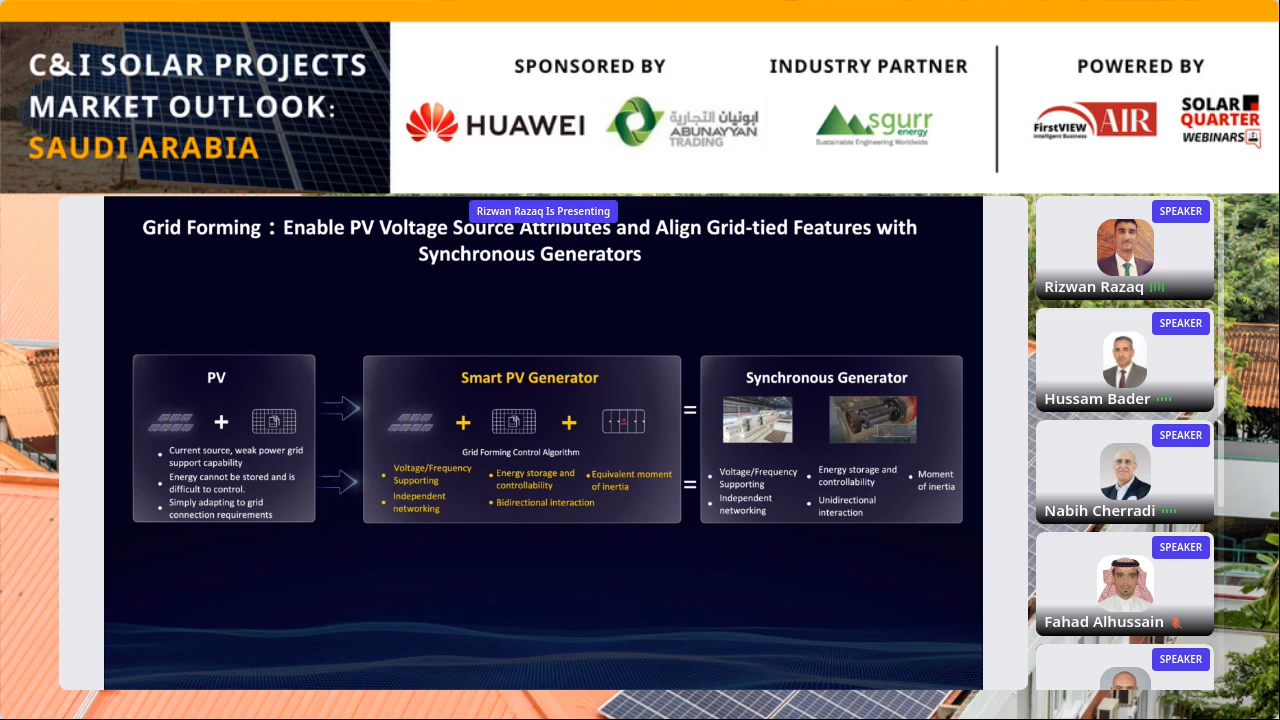 C&I SOLAR PROJECTS
MARKET OUTLOOK:
SAUDI ARABIA
SPONSORED BY
HUAWEI
ابونيان التجارية
ABUNAYYAN
TRADING
INDUSTRY PARTNER
sgurr
energy
Sustainable Engineering Worldwide
POWERED BY
FirstVIEW
Intelligent Business
AIR
SOLAR
QUARTER
WEBINARS
Rizwan Razaq Is Presenting
Grid Forming：Enable PV Voltage Source Attributes and Align Grid-tied Features with
Synchronous Generators
PV
+
• Current source, weak power grid
support capability
• Energy cannot be stored and is
difficult to control.
• Simply adapting to grid
connection requirements
Smart PV Generator
+
+
Grid Forming Control Algorithm
• Voltage/Frequency
Supporting
• Independent
networking
• Energy storage and
controllability
• Bidirectional interaction
• Equivalent moment
of inertia
=
=
Synchronous Generator
• Voltage/Frequency
Supporting
• Independent
networking
• Energy storage and
controllability
• Unidirectional
interaction
• Moment
of inertia
SPEAKER
Rizwan Razaq
SPEAKER
Hussam Bader
SPEAKER
Nabih Cherradi
SPEAKER
Fahad Alhussain
SPEAKER